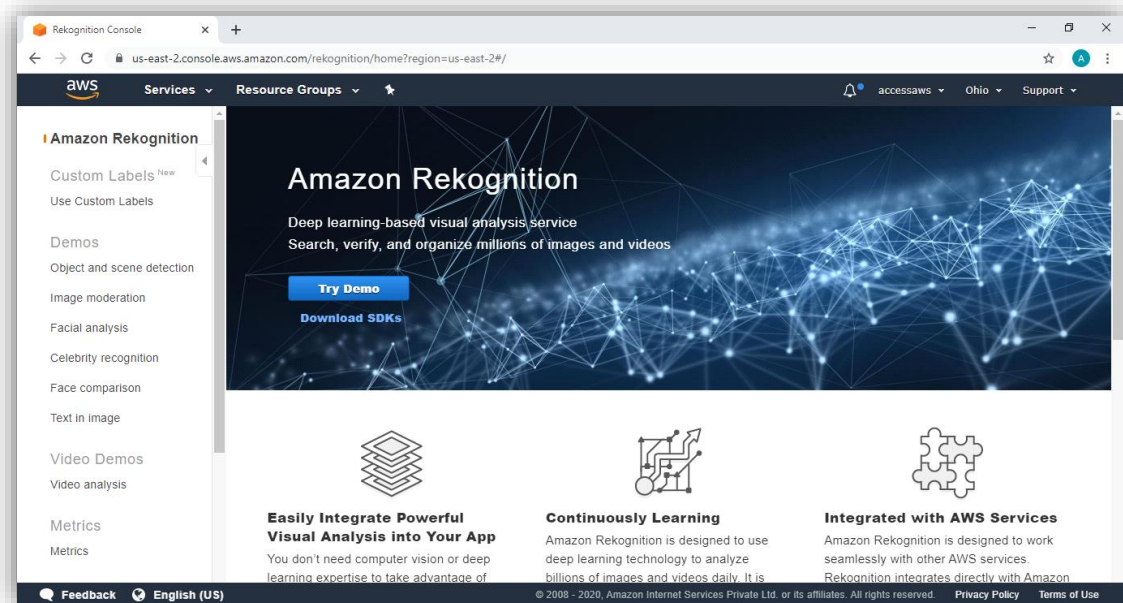 Rekognition Console
us-east-2.console.aws.amazon.com/rekognition/home?region=us-east-2#/
A
aws Services Resource Groups accessaws Ohio Support
Amazon Rekognition
Custom Labels New
Use Custom Labels
Demos
Object and scene detection
Image moderation
Facial analysis
Celebrity recognition
Face comparison
Text in image
Video Demos
Video analysis
Metrics
Metrics
Amazon Rekognition
Deep learning-based visual analysis service
Search, verify, and organize millions of images and videos
Try Demo
Download SDKs
Easily Integrate Powerful
Visual Analysis into Your App
You don't need computer vision or deep
learning expertise to take advantage of
Continuously Learning
Amazon Rekognition is designed to use
deep learning technology to analyze
billions of images and videos daily. It is
Integrated with AWS Services
Amazon Rekognition is designed to work
seamlessly with other AWS services.
Rekognition integrates directly with Amazon
Feedback English (US) © 2008 - 2020, Amazon Internet Services Private Ltd. or its affiliates. All rights reserved. Privacy Policy Terms of Use